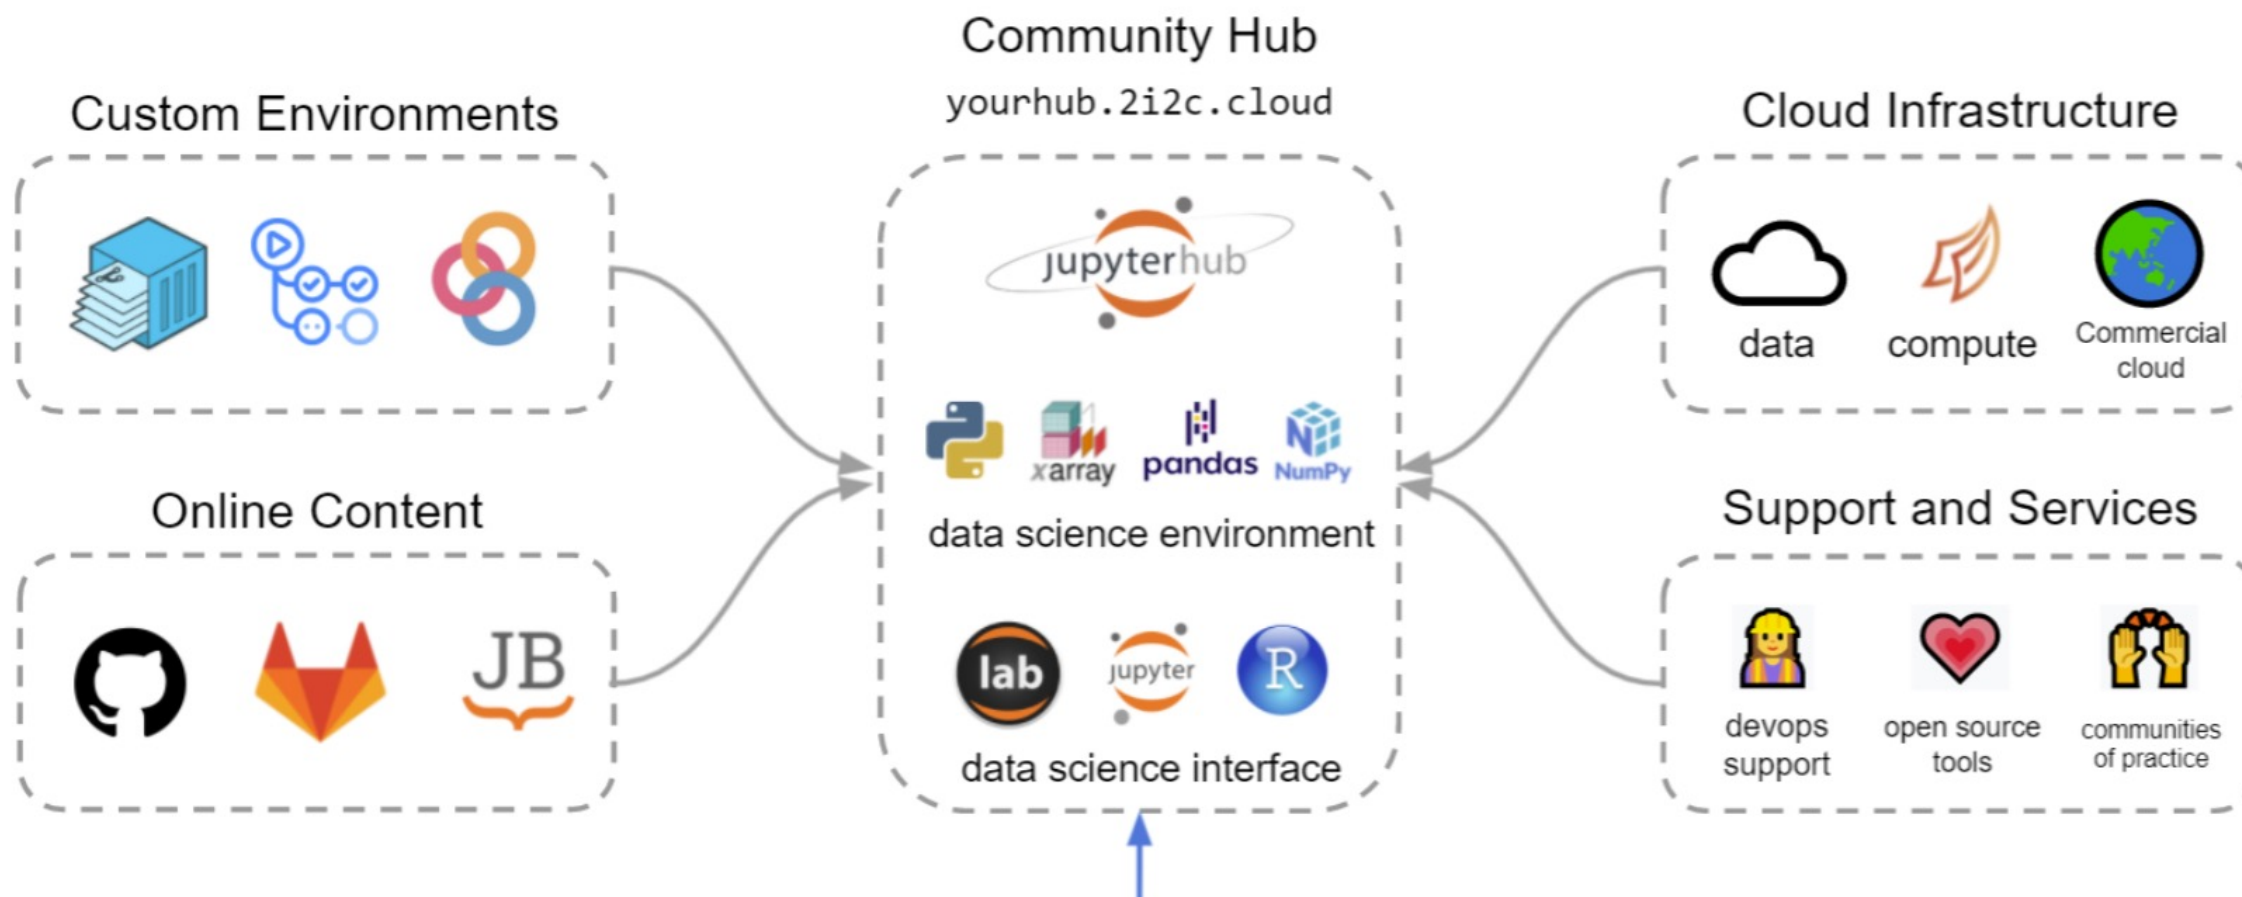 Community Hub
yourhub.2i2c.cloud
Custom Environments
Online Content
JB
jupyterhub
xarray
pandas
NumPy
data science environment
lab
jupyter
R
data science interface
Cloud Infrastructure
data
compute
Commercial
cloud
Support and Services
devops
support
open source
tools
communities
of practice